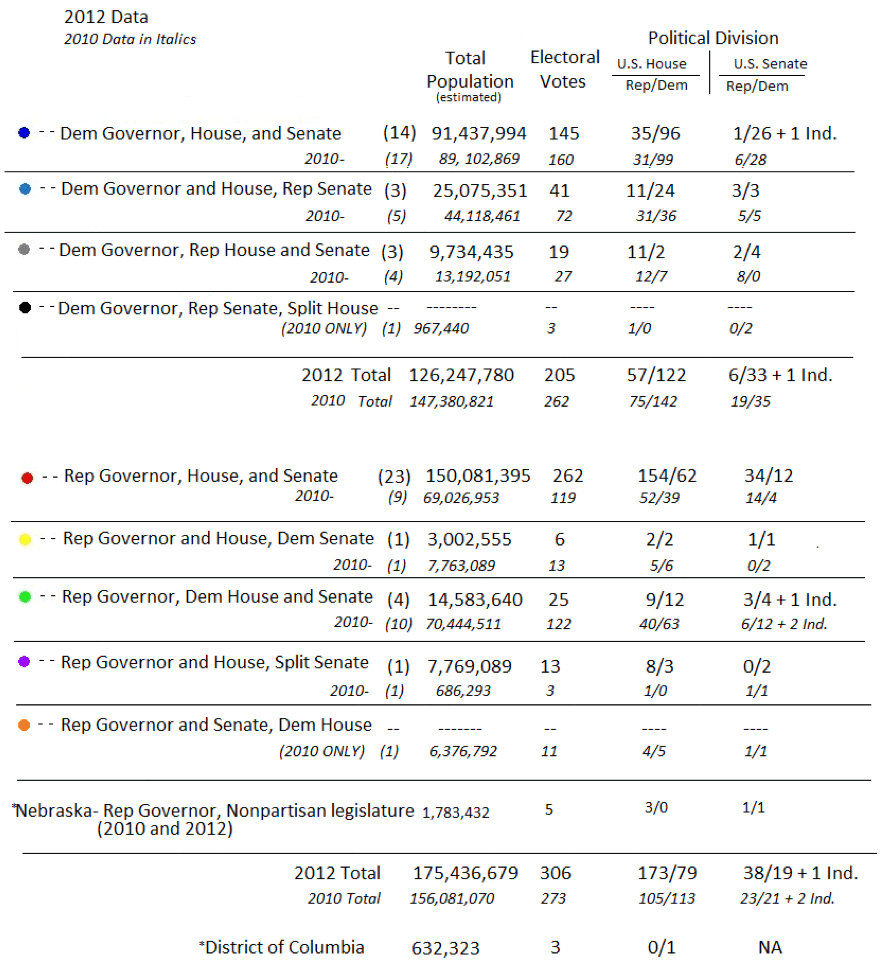 2012 Data
2010 Data in Italics
Political Division
Total Population (estimated)
Electoral Votes
U.S. House
U.S. Senate
Rep/Dem
Rep/Dem
- - Dem Governor, House, and Senate (14) 91,437,994 145 35/96 1/26 + 1 Ind.
2010- (17) 89, 102,869 160 31/99 6/28
- - Dem Governor and House, Rep Senate (3) 25,075,351 41 11/24 3/3
2010- (5) 44,118,461 72 31/36 5/5
- - Dem Governor, Rep House and Senate (3) 9,734,435 19 11/2 2/4
2010- (4) 13,192,051 27 12/7 8/0
- - Dem Governor, Rep Senate, Split House -- -------- -- ---- ----
(2010 ONLY) (1) 967,440 3 1/0 0/2
2012 Total 126,247,780 205 57/122 6/33 + 1 Ind.
2010 Total 147,380,821 262 75/142 19/35
- - Rep Governor, House, and Senate (23) 150,081,395 262 154/62 34/12
2010- (9) 69,026,953 119 52/39 14/4
- - Rep Governor and House, Dem Senate (1) 3,002,555 6 2/2 1/1 .
2010- (1) 7,763,089 13 5/6 0/2
- - Rep Governor, Dem House and Senate (4) 14,583,640 25 9/12 3/4 + 1 Ind.
2010- (10) 70,444,511 122 40/63 6/12 + 2 Ind.
- - Rep Governor and House, Split Senate (1) 7,769,089 13 8/3 0/2
2010- (1) 686,293 3 1/0 1/1
- - Rep Governor and Senate, Dem House -- ------- -- ---- ----
(2010 ONLY) (1) 6,376,792 11 4/5 1/1
*Nebraska- Rep Governor, Nonpartisan legislature 1,783,432 5 3/0 1/1
(2010 and 2012)
2012 Total 175,436,679 306 173/79 38/19 + 1 Ind.
2010 Total 156,081,070 273 105/113 23/21 + 2 Ind.
*District of Columbia 632,323 3 0/1 NA